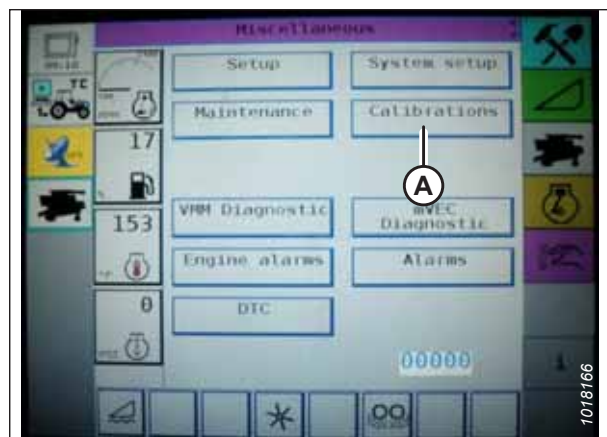 Miscellaneous
TC
Setup
System setup
Maintenance
Calibrations
17
A
VMM Diagnostic
mVEC
Diagnostic
153
Engine alarms
Alarms
0
DTC
00000
1018166